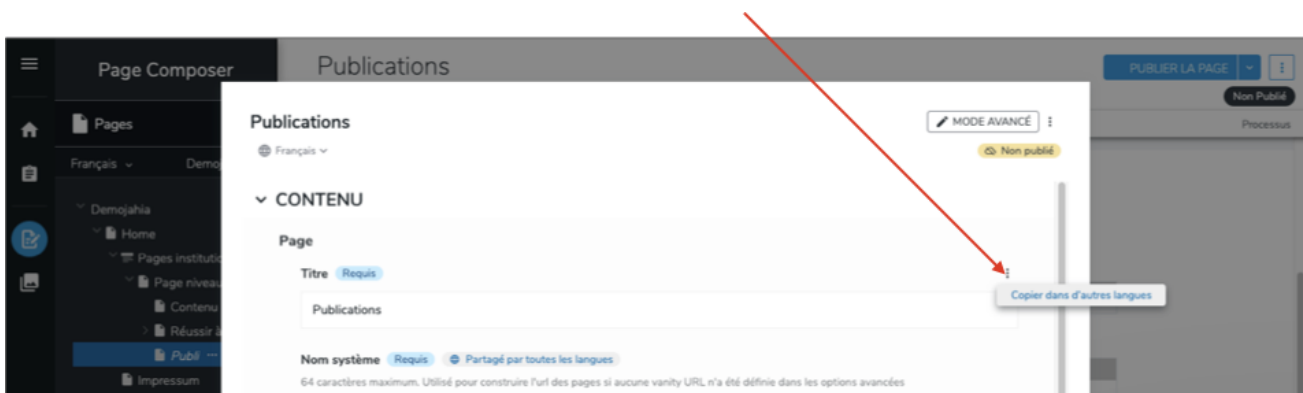 Page Composer
Publications
PUBLIER LA PAGE
Non Publié
Pages
Publications
MODE AVANCÉ
Processus
Français
Non publié
Français
Demoj
CONTENU
Demojahia
Home
Page
Pages institutio
Titre Requis
Page niveau
Copier dans d'autres langues
Contenu
Publications
Réussir à
Publi ...
Nom système Requis Partagé par toutes les langues
Impressum
64 caractères maximum. Utilisé pour construire l'url des pages si aucune vanity URL n'a été définie dans les options avancées